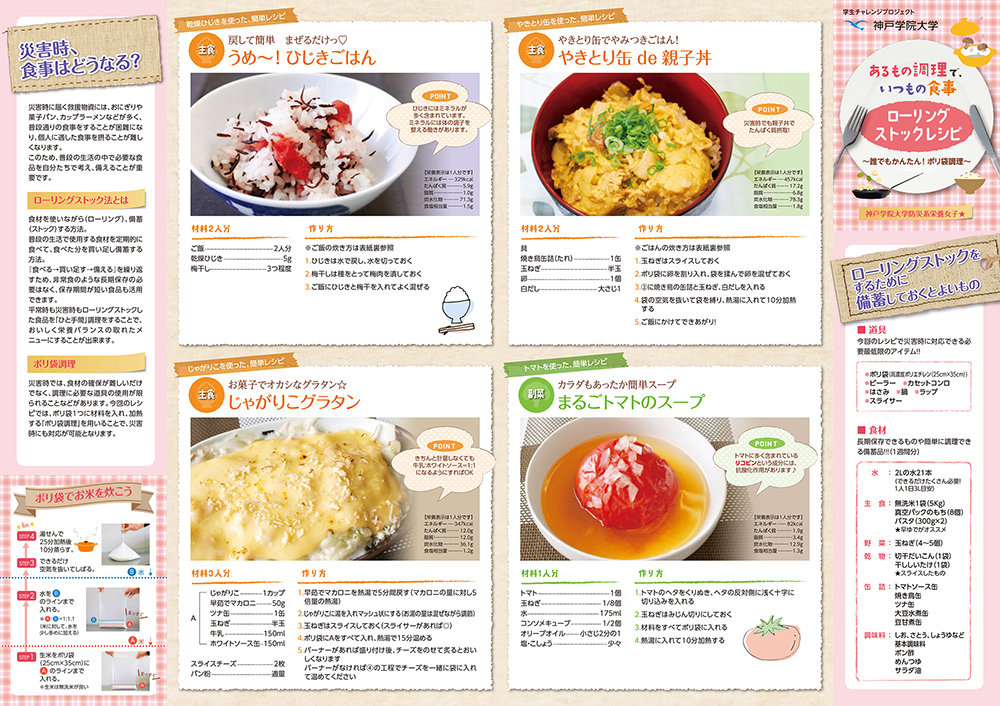 災害時、
食事はどうなる？
災害時に届く救援物資には、おにぎりや
菓子パン、カップラーメンなどが多く、
普段通りの食事をすることが困難にな
り、個人に適した食事を摂ることが難し
くなります。
このため、普段の生活の中で必要な食
品を自分たちで考え、備えることが重
要です。
ローリングストック法とは
食材を使いながら(ローリング)、備蓄
(ストック)する方法。
普段の生活で使用する食材を定期的に
食べて、食べた分を買い足し備蓄する
方法。
『食べる→買い足す→備える』を繰り返
すため、非常食のような長期保存の必
要はなく、保存期間が短い食品も活用
できます。
平常時も災害時もローリングストックし
た食品を「ひと手間」調理をすることで、
おいしく栄養バランスの取れたメ
ニューにすることが出来ます。
ポリ袋調理
災害時では、食材の確保が難しいだけ
でなく、調理に必要な道具の使用が限
られることなどがあります。今回のレシ
ピでは、ポリ袋1つに材料を入れ、加熱
する「ポリ袋調理」を用いることで、災害
時にも対応が可能となります。
ポリ袋でお米を炊こう
fin
STEP4
湯せんで
25分加熱後
10分蒸らす。
STEP3
できるだけ
空気を抜いてしばる。
B 水
STEP2
水をB
のラインまで
入れる。
(米に対して、水を
少し多めに加える)
A 米
STEP1
生米をポリ袋
(25cm×35cm)に
Aのラインまで
入れる。
※生米は無洗米が良い
乾燥ひじきを使った、簡単レシピ
主食
戻して簡単　まぜるだけっ♡
うめ〜！ひじきごはん
POINT
ひじきにはミネラルが
多く含まれています。
ミネラルには体の調子を
整える働きがあります。
【栄養表示は1人分です】
エネルギー…329kcal
たんぱく質…5.9g
脂質…1.0g
炭水化物…71.3g
食塩相当量…1.5g
材料2人分
ご飯…2人分
乾燥ひじき…5g
梅干し…3つ程度
作り方
※ご飯の炊き方は表紙裏参照
1.ひじきは水で戻し、水を切っておく
2.梅干しは種をとって梅肉を潰しておく
3.ご飯にひじきと梅干を入れてよく混ぜる
やきとり缶を使った、簡単レシピ
主食
やきとり缶でやみつきごはん！
やきとり缶 de 親子丼
POINT
災害時でも親子丼で
たんぱく質摂取！
【栄養表示は1人分です】
エネルギー…457kcal
たんぱく質…17.2g
脂質…6.8g
炭水化物…78.3g
食塩相当量…1.8g
材料2人分
具
焼き鳥缶詰(たれ)…1缶
玉ねぎ…半玉
卵…1個
白だし…大さじ1
作り方
※ごはんの炊き方は表紙裏参照
1.玉ねぎはスライスしておく
2.ポリ袋に卵を割り入れ、袋を揉んで卵を混ぜておく
3.②に焼き鳥の缶詰と玉ねぎ、白だしを入れる
4.袋の空気を抜いて袋を縛り、熱湯に入れて10分加熱
する
5.ご飯にかけてできあがり！
じゃがりこを使った、簡単レシピ
主食
お菓子でオカシなグラタン☆
じゃがりこグラタン
POINT
きちんと計量しなくても
牛乳：ホワイトソース＝1：1
になるようにすればOK
【栄養表示は1人分です】
エネルギー…347kcal
たんぱく質…12.0g
脂質…12.0g
炭水化物…36.1g
食塩相当量…1.2g
材料3人分
A
じゃがりこ…1カップ
早茹でマカロニ…50g
ツナ缶…1缶
玉ねぎ…半玉
牛乳…150ml
ホワイトソース缶…150ml
スライスチーズ…2枚
パン粉…適量
作り方
1.早茹でマカロニを熱湯で5分間戻す(マカロニの量に対し5
倍量の熱湯)
2.じゃがりこに湯を入れマッシュ状にする(お湯の量は混ぜながら調節)
3.玉ねぎはスライスしておく(スライサーがあれば◎)
4.ポリ袋にAをすべて入れ、熱湯で15分温める
5.バーナーがあれば盛り付け後、チーズをのせて炙るとおい
しくなります
バーナーがなければ④の工程でチーズを一緒に袋に入れ
て温めてください
トマトを使った、簡単レシピ
副菜
カラダもあったか簡単スープ
まるごトマトのスープ
POINT
トマトに多く含まれている
リコピンという成分には、
抗酸化作用があります♪
【栄養表示は1人分です】
エネルギー…82kcal
たんぱく質…1.9g
脂質…3.4g
炭水化物…12.9g
食塩相当量…1.3g
材料1人分
トマト…1個
玉ねぎ…1/8個
水…175ml
コンソメキューブ…1/2個
オリーブオイル…小さじ2分の1
塩・こしょう…少々
作り方
1.トマトのヘタをくりぬき、ヘタの反対側に浅く十字に
切り込みを入れる
2.玉ねぎはみじん切りにしておく
3.材料をすべてポリ袋に入れる
4.熱湯に入れて10分加熱する
学生チャレンジプロジェクト
神戸学院大学
あるもの調理で、
いつもの食事
ローリング
ストックレシピ
〜誰でもかんたん！ポリ袋調理〜
神戸学院大学防災系栄養女子★
ローリングストックを
するために
備蓄しておくとよいもの
■ 道具
今回のレシピで災害時に対応できる必
要最低限のアイテム!!
●ポリ袋(高濃度ポリエチレン(25cm×35cm))
●ピーラー　●カセットコンロ
●はさみ　●鍋　●ラップ
●スライサー
■ 食材
長期保存できるものや簡単に調理でき
る備蓄品!!!(1週間分)
水 ： 2Lの水21本
(できるだけたくさん必要!
1人1日3L目安)
主 食 ： 無洗米1袋(5Kg)
真空パックのもち(8個)
パスタ(300g×2)
★早ゆでがオススメ
野 菜 ： 玉ねぎ(4〜5個)
乾 物 ： 切干だいこん(1袋)
干ししいたけ(1袋)
★スライスしたもの
缶 詰 ： トマトソース缶
焼き鳥缶
ツナ缶
大豆水煮缶
豆甘煮缶
調味料 ： しお、さとう、しょうゆなど
基本調味料
ポン酢
めんつゆ
サラダ油